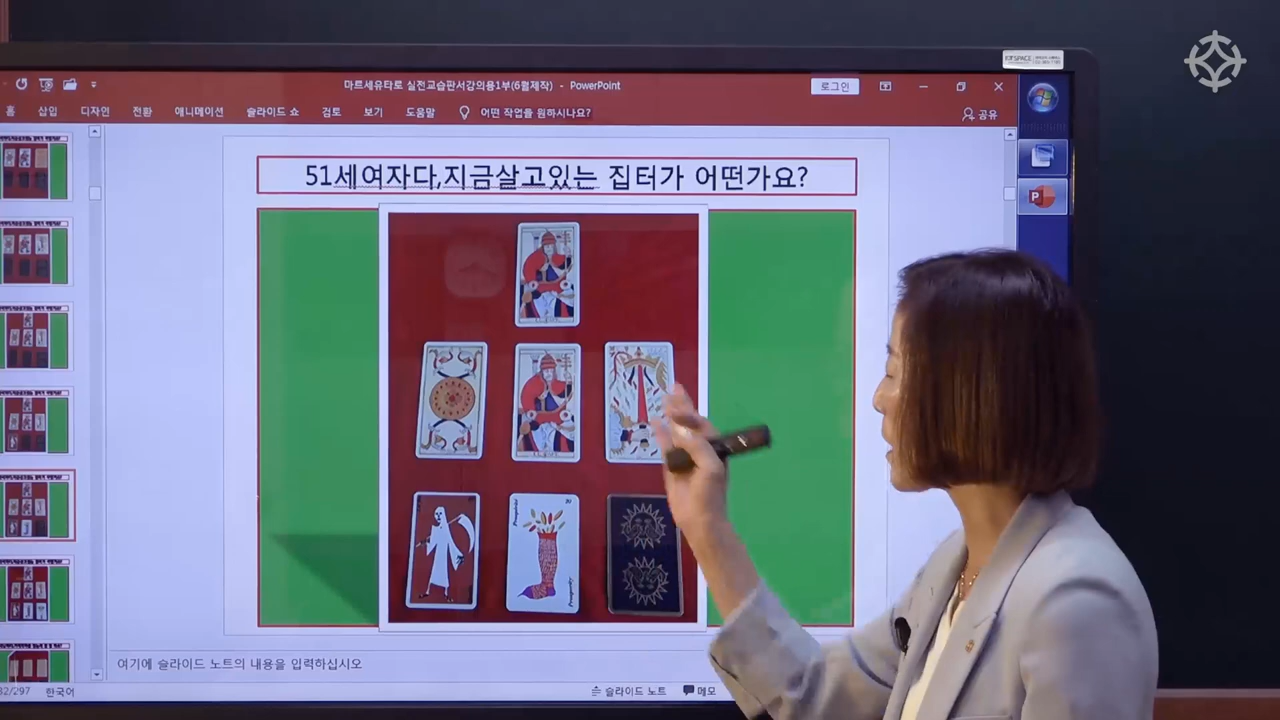 마르세유타로 실전교습판서강의용1부(6월제작) - PowerPoint
로그인
홈 삽입 디자인 전환 애니메이션 슬라이드 쇼 검토 보기 도움말 어떤 작업을 원하시나요?
공유
51세여자다,지금살고있는 집터가 어떤가요?
Prosperidad
Prosperity
여기에 슬라이드 노트의 내용을 입력하십시오
32/297 한국어
슬라이드 노트 메모